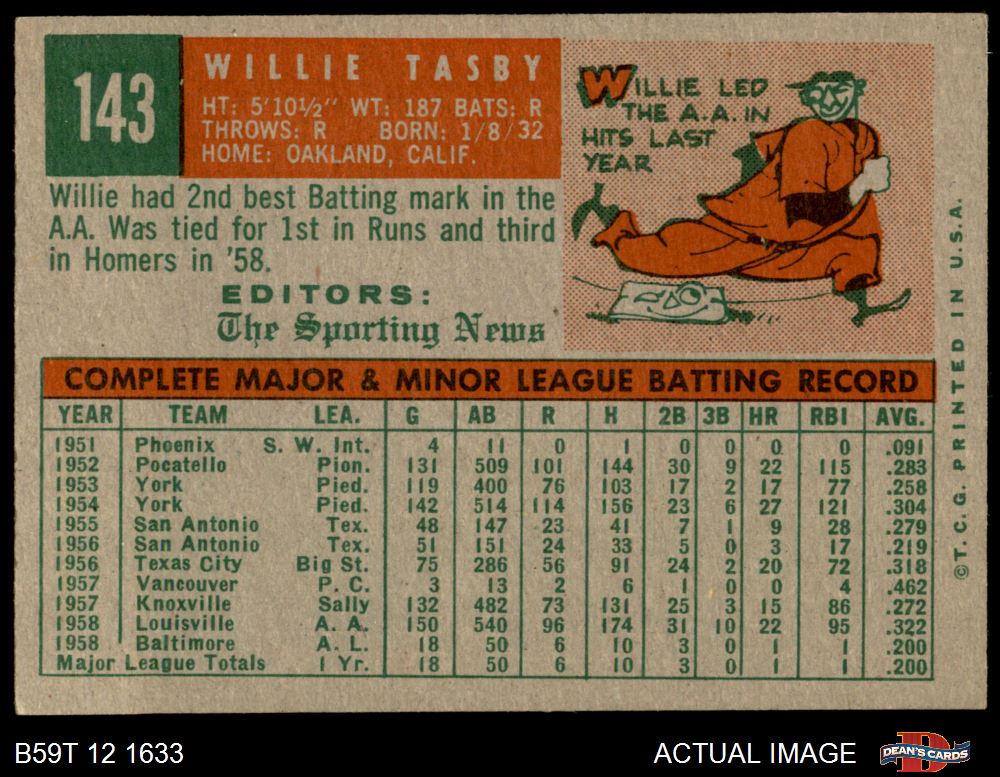 143
WILLIE TASBY
HT: 5'10½" WT: 187 BATS: R
THROWS: R BORN: 1/8/32
HOME: OAKLAND, CALIF.
WILLIE LED
THE A.A. IN
HITS LAST
YEAR
Willie had 2nd best Batting mark in the
A.A. Was tied for 1st in Runs and third
in Homers in '58.
EDITORS:
The Sporting News
COMPLETE MAJOR & MINOR LEAGUE BATTING RECORD
YEAR TEAM LEA. G AB R H 2B 3B HR RBI AVG.
1951 Phoenix S. W. Int. 4 11 0 1 0 0 0 0 .091
1952 Pocatello Pion. 131 509 101 144 30 9 22 115 .283
1953 York Pied. 119 400 76 103 17 2 17 77 .258
1954 York Pied. 142 514 114 156 23 6 27 121 .304
1955 San Antonio Tex. 48 147 23 41 7 1 9 28 .279
1956 San Antonio Tex. 51 151 24 33 5 0 3 17 .219
1956 Texas City Big St. 75 286 56 91 24 2 20 72 .318
1957 Vancouver P. C. 3 13 2 6 1 0 0 4 .462
1957 Knoxville Sally 132 482 73 131 25 3 15 86 .272
1958 Louisville A. A. 150 540 96 174 31 10 22 95 .322
1958 Baltimore A. L. 18 50 6 10 3 0 1 1 .200
Major League Totals 1 Yr. 18 50 6 10 3 0 1 1 .200
©T. C. G. PRINTED IN U.S.A.
B59T 12 1633
ACTUAL IMAGE
DEAN'S CARDS